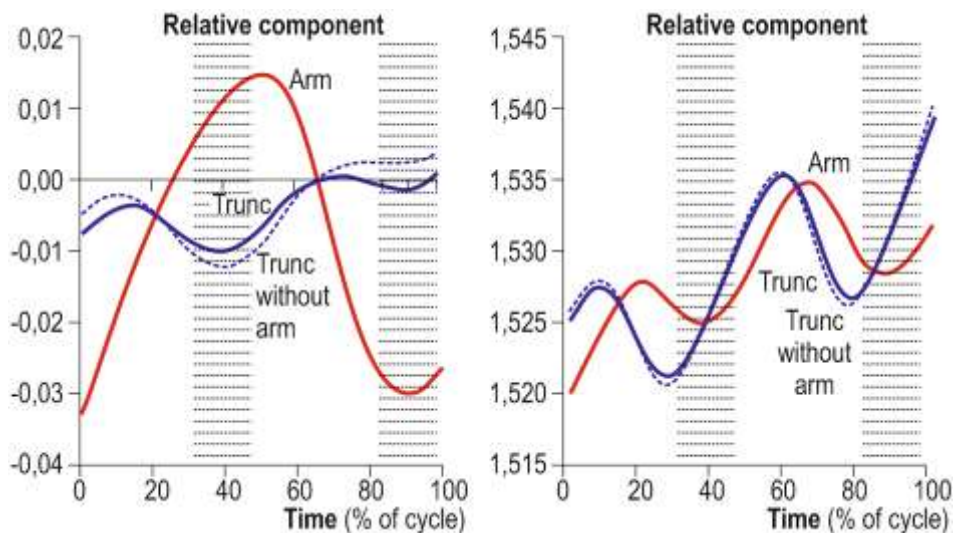 Relative component
0,02
0,01
0,00
-0,01
-0,02
-0,03
-0,04
Arm
Trunc
Trunc
without
arm
0
20
40
60
80
100
Time (% of cycle)
Relative component
1,545
1,540
1,535
1,530
1,525
1,520
1,515
Arm
Trunc
Trunc
without
arm
0
20
40
60
80
100
Time (% of cycle)